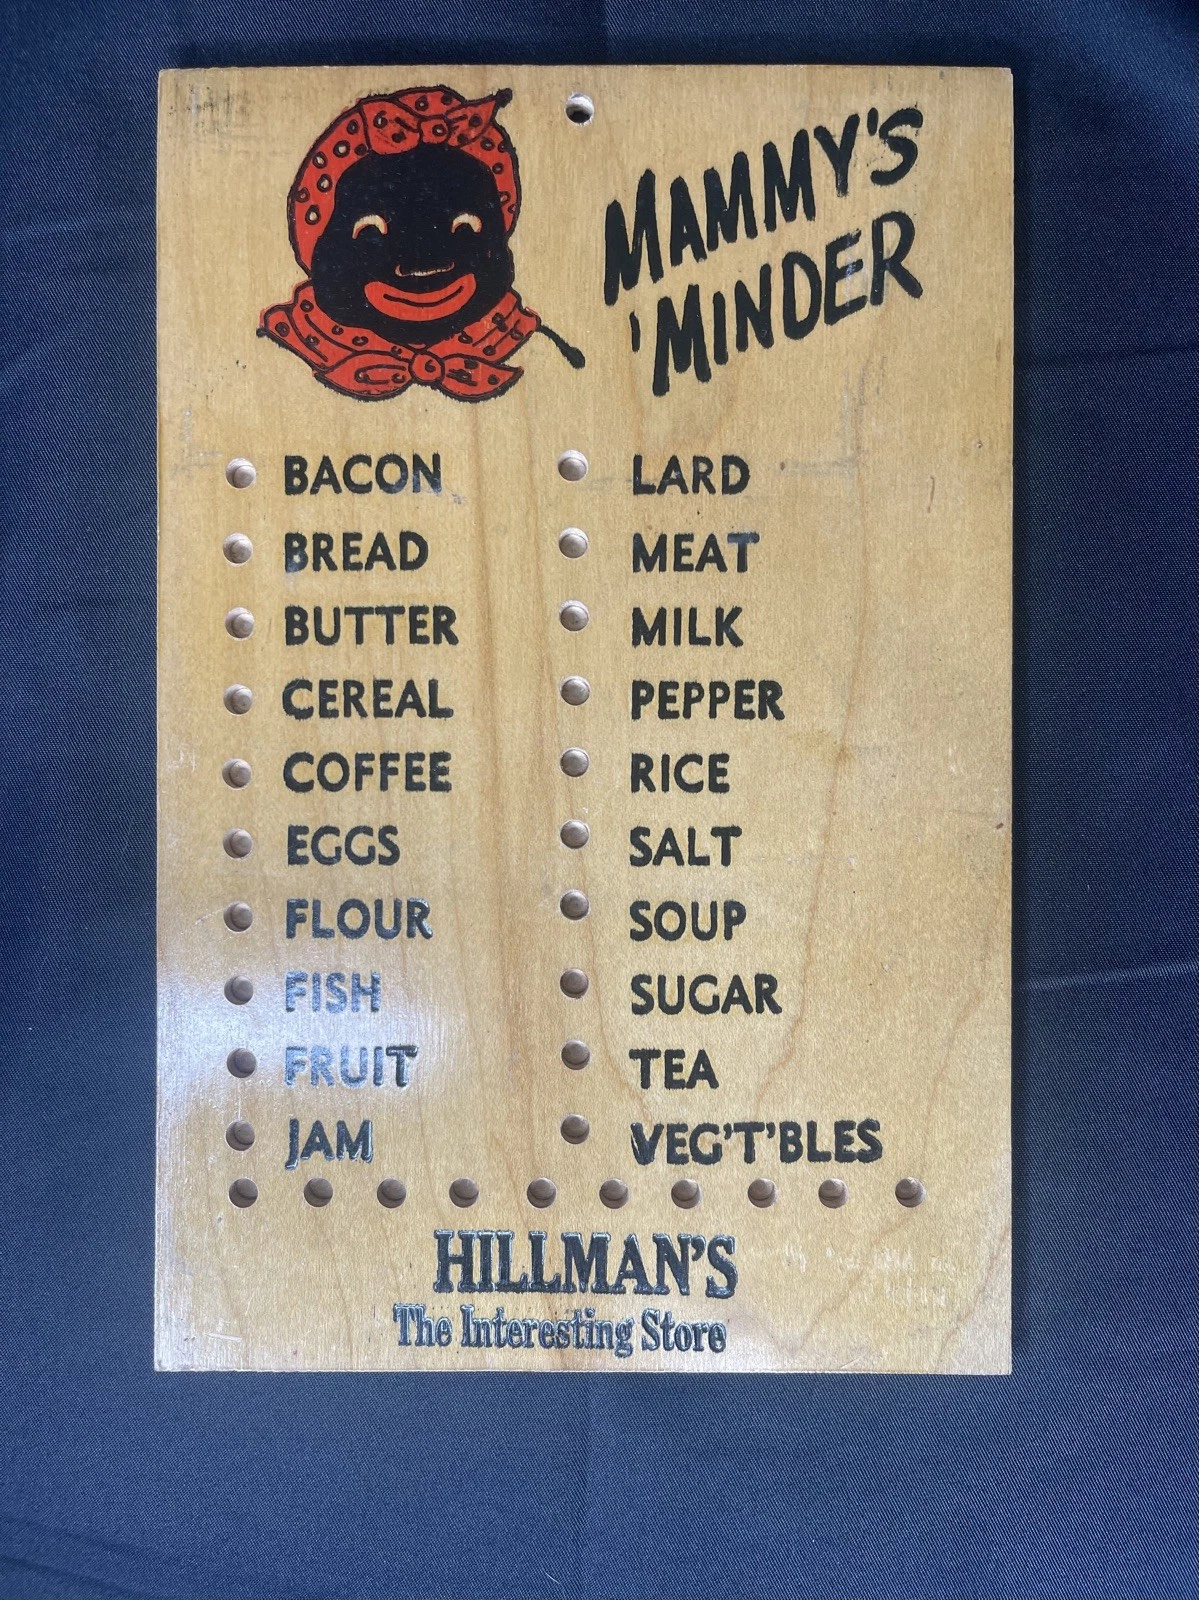 MAMMY'S
'MINDER
BACON
BREAD
BUTTER
CEREAL
COFFEE
EGGS
FLOUR
FISH
FRUIT
JAM
LARD
MEAT
MILK
PEPPER
RICE
SALT
SOUP
SUGAR
TEA
VEG'T'BLES
HILLMAN'S
The Interesting Store